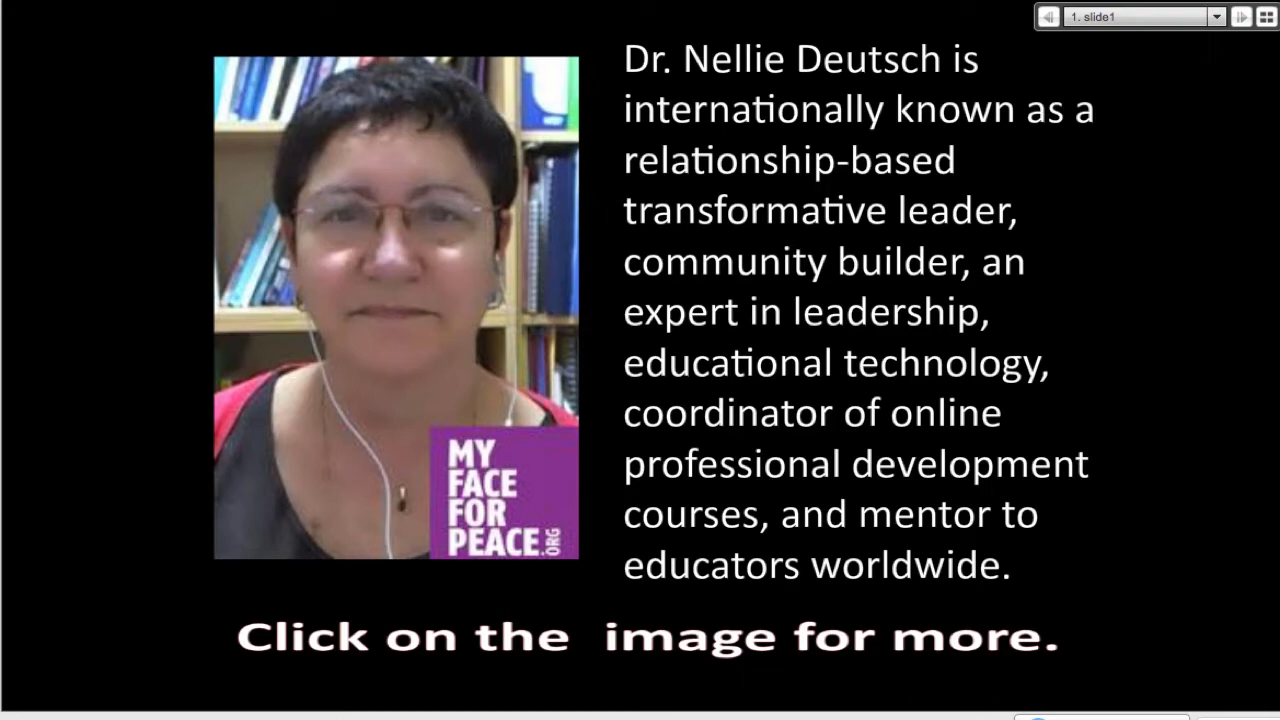 1. slide1
Dr. Nellie Deutsch is
internationally known as a
relationship-based
transformative leader,
community builder, an
expert in leadership,
educational technology,
coordinator of online
professional development
courses, and mentor to
educators worldwide.
MY
FACE
FOR
PEACE.ORG
Click on the image for more.